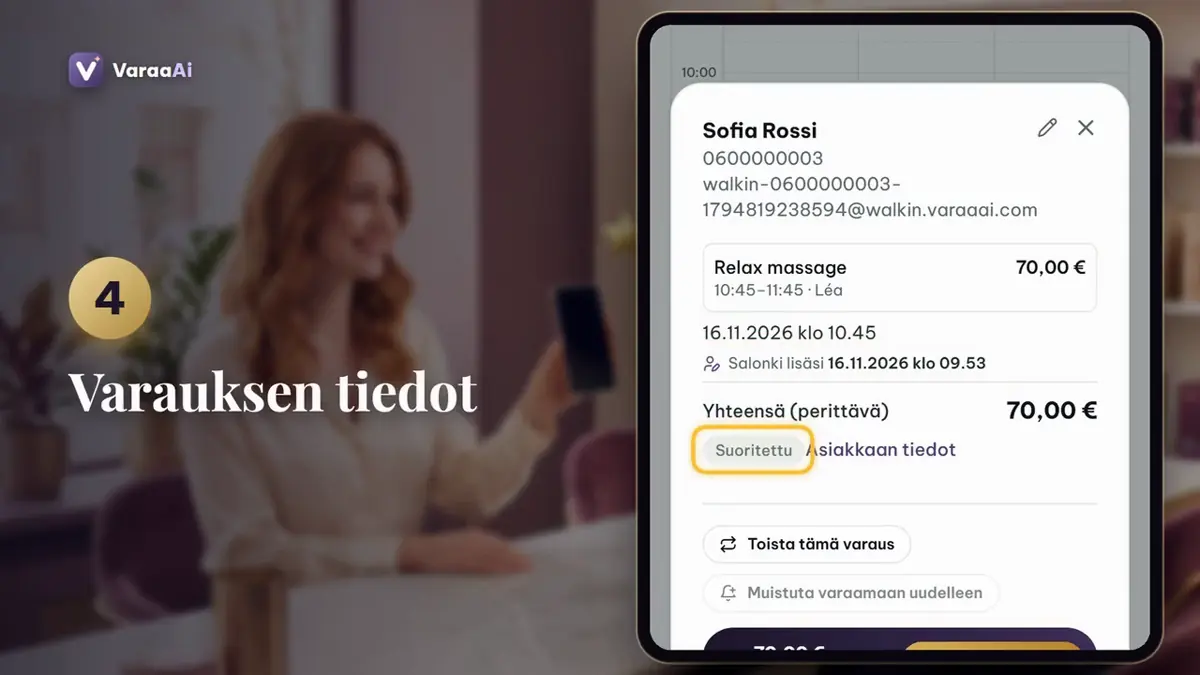 VaraaAi
4
Varauksen tiedot
10:00
Sofia Rossi
0600000003
walkin-0600000003-
1794819238594@walkin.varaaai.com
Relax massage
70,00 €
10:45–11:45 · Léa
16.11.2026 klo 10.45
Salonki lisäsi 16.11.2026 klo 09.53
Yhteensä (perittävä)
70,00 €
Suoritettu
Asiakkaan tiedot
Toista tämä varaus
Muistuta varaamaan uudelleen